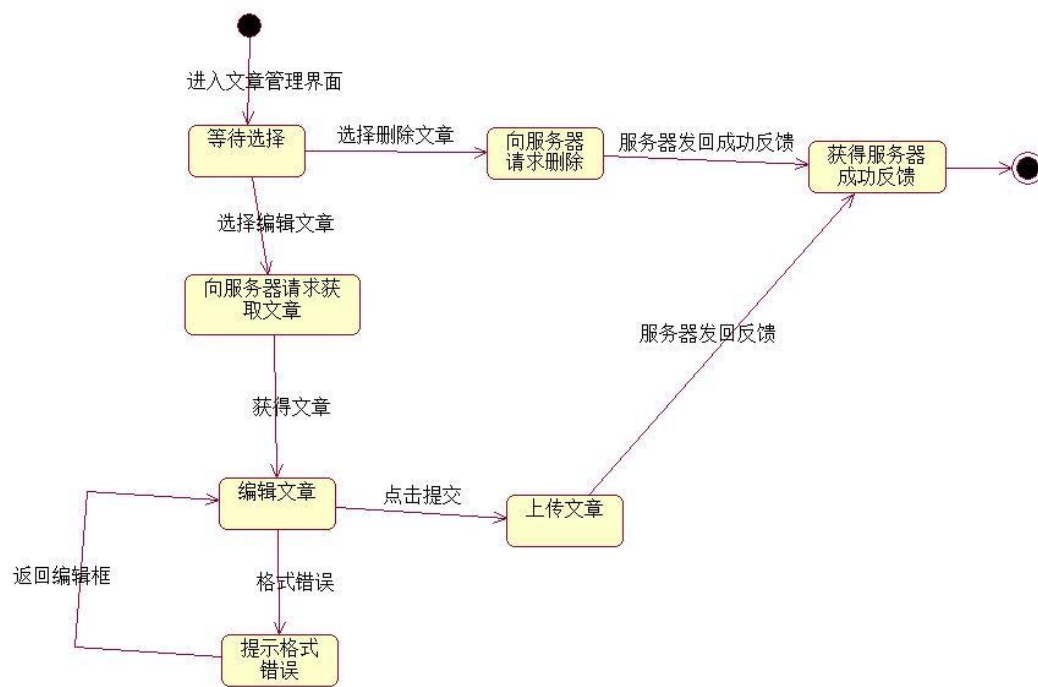 进入文章管理界面
等待选择
选择删除文章
向服务器
请求删除
服务器发回成功反馈
获得服务器
成功反馈
选择编辑文章
向服务器请求获
取文章
服务器发回反馈
获得文章
编辑文章
点击提交
上传文章
返回编辑框
格式错误
提示格式
错误